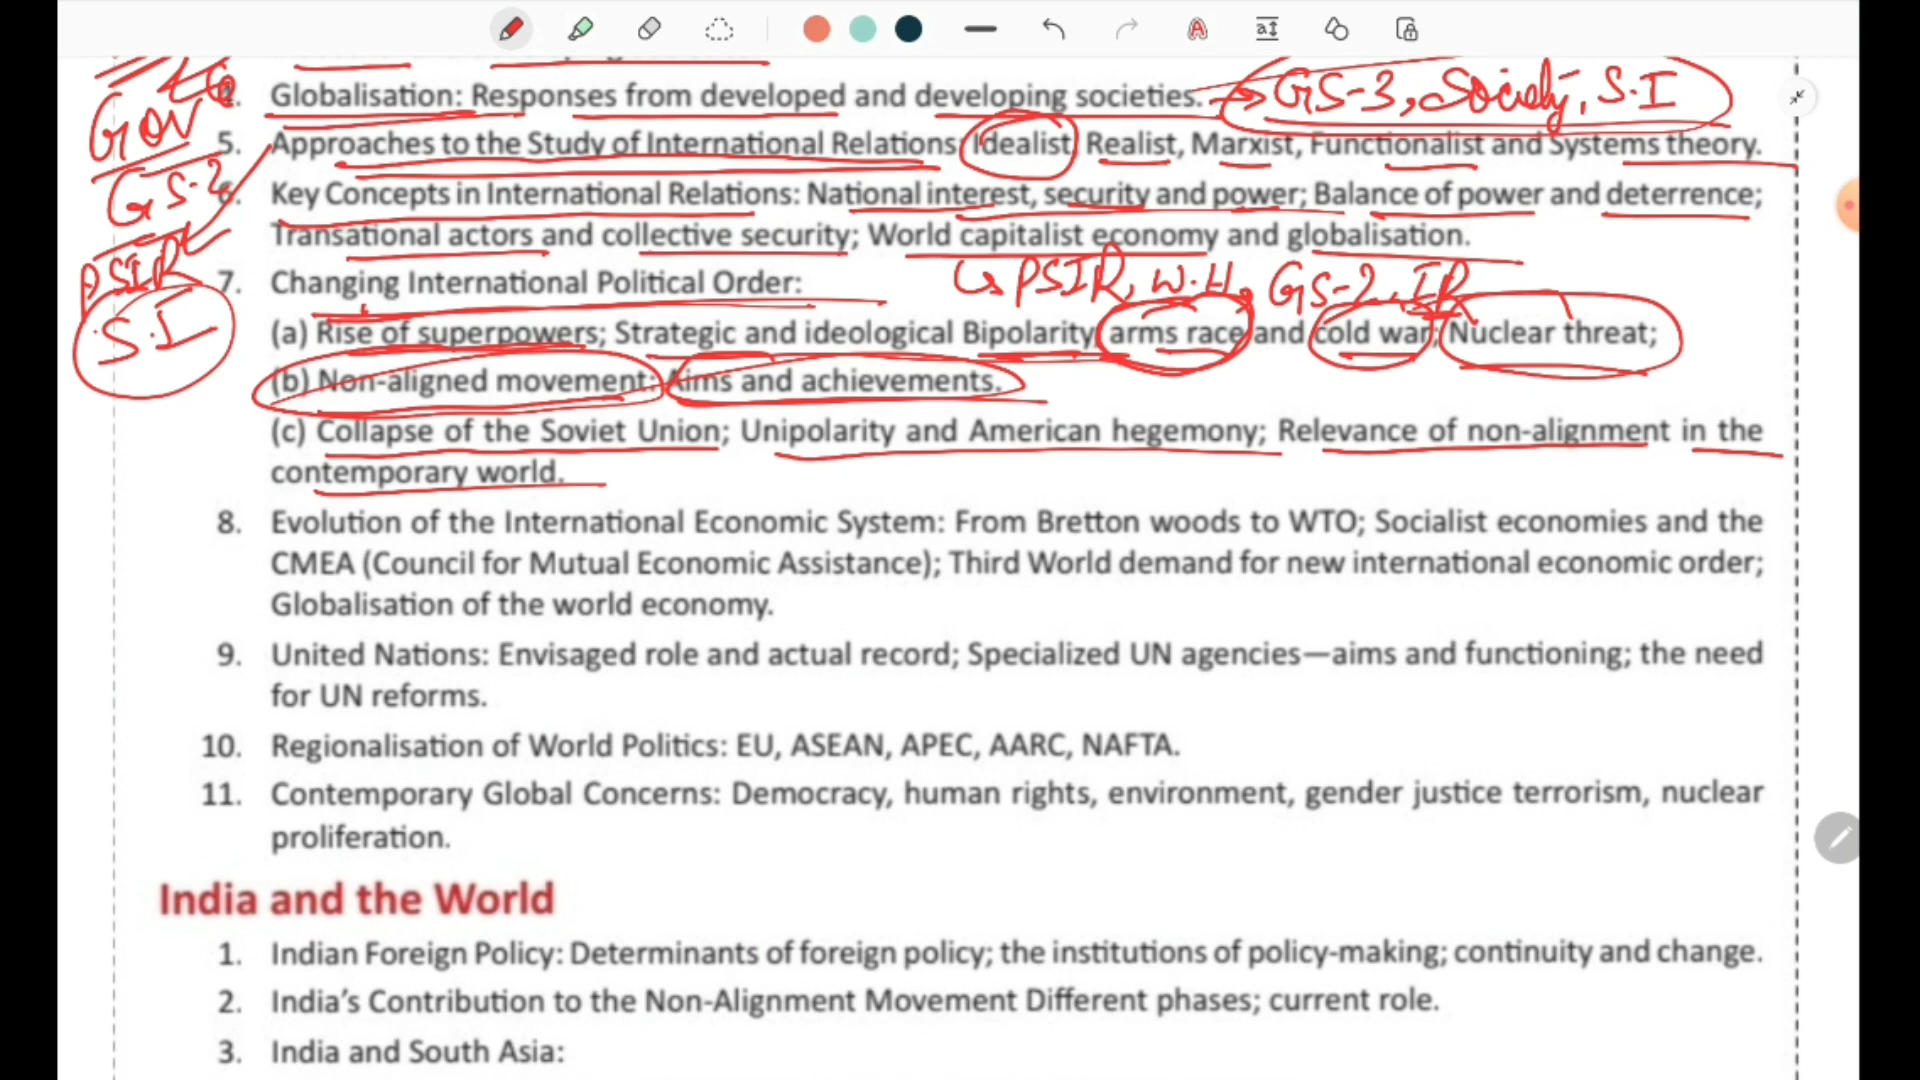 4. Globalisation: Responses from developed and developing societies. → GS-3, Society, S.I
Gov
5. Approaches to the Study of International Relations: Idealist, Realist, Marxist, Functionalist and Systems theory.
GS-2
6. Key Concepts in International Relations: National interest, security and power; Balance of power and deterrence;
Transational actors and collective security; World capitalist economy and globalisation.
PSIR
7. Changing International Political Order:
PSIR, W.H, GS-2, IR
S.I
(a) Rise of superpowers; Strategic and ideological Bipolarity, arms race and cold war; Nuclear threat;
(b) Non-aligned movement: Aims and achievements.
(c) Collapse of the Soviet Union; Unipolarity and American hegemony; Relevance of non-alignment in the
contemporary world.
8. Evolution of the International Economic System: From Bretton woods to WTO; Socialist economies and the
CMEA (Council for Mutual Economic Assistance); Third World demand for new international economic order;
Globalisation of the world economy.
9. United Nations: Envisaged role and actual record; Specialized UN agencies—aims and functioning; the need
for UN reforms.
10. Regionalisation of World Politics: EU, ASEAN, APEC, AARC, NAFTA.
11. Contemporary Global Concerns: Democracy, human rights, environment, gender justice terrorism, nuclear
proliferation.
India and the World
1. Indian Foreign Policy: Determinants of foreign policy; the institutions of policy-making; continuity and change.
2. India's Contribution to the Non-Alignment Movement Different phases; current role.
3. India and South Asia: